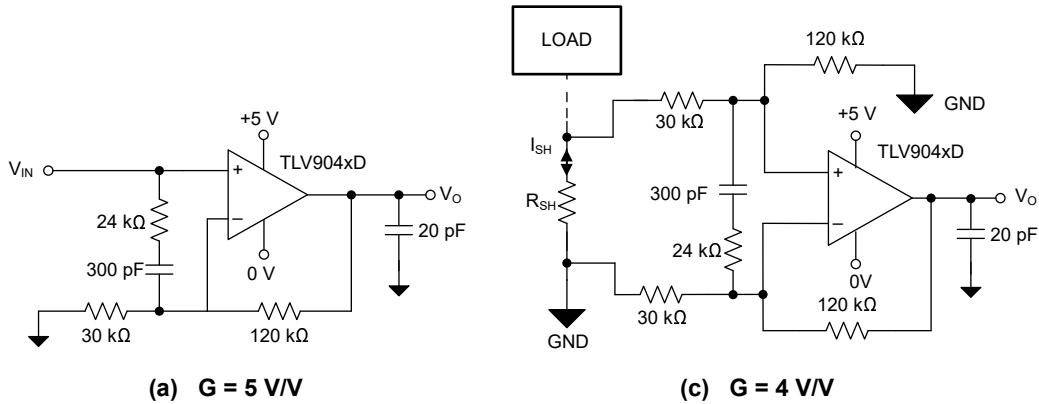 +5 V
V_IN
TLV904xD
+
−
V_O
24 kΩ
20 pF
0 V
300 pF
30 kΩ
120 kΩ
(a) G = 5 V/V
LOAD
120 kΩ
GND
30 kΩ
+5 V
I_SH
TLV904xD
300 pF
+
R_SH
V_O
−
24 kΩ
20 pF
0V
120 kΩ
30 kΩ
GND
(c) G = 4 V/V